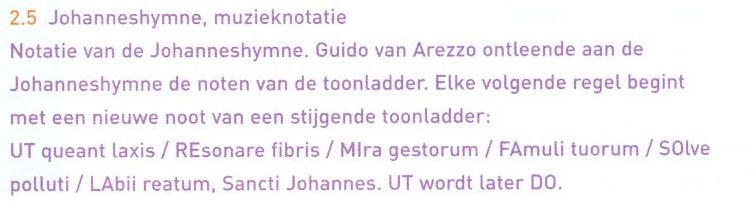 2.5 Johanneshymne, muzieknotatie
Notatie van de Johanneshymne. Guido van Arezzo ontleende aan de
Johanneshymne de noten van de toonladder. Elke volgende regel begint
met een nieuwe noot van een stijgende toonladder:
UT queant laxis / REsonare fibris / MIra gestorum / FAmuli tuorum / SOlve
polluti / LAbii reatum, Sancti Johannes. UT wordt later DO.